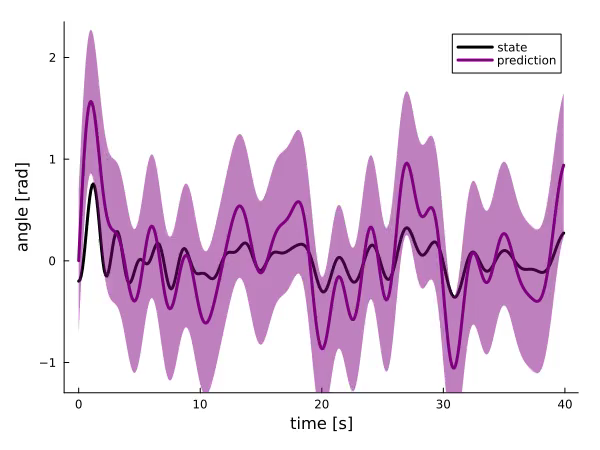 state
prediction
angle [rad]
2
1
0
−1
0 10 20 30 40
time [s]